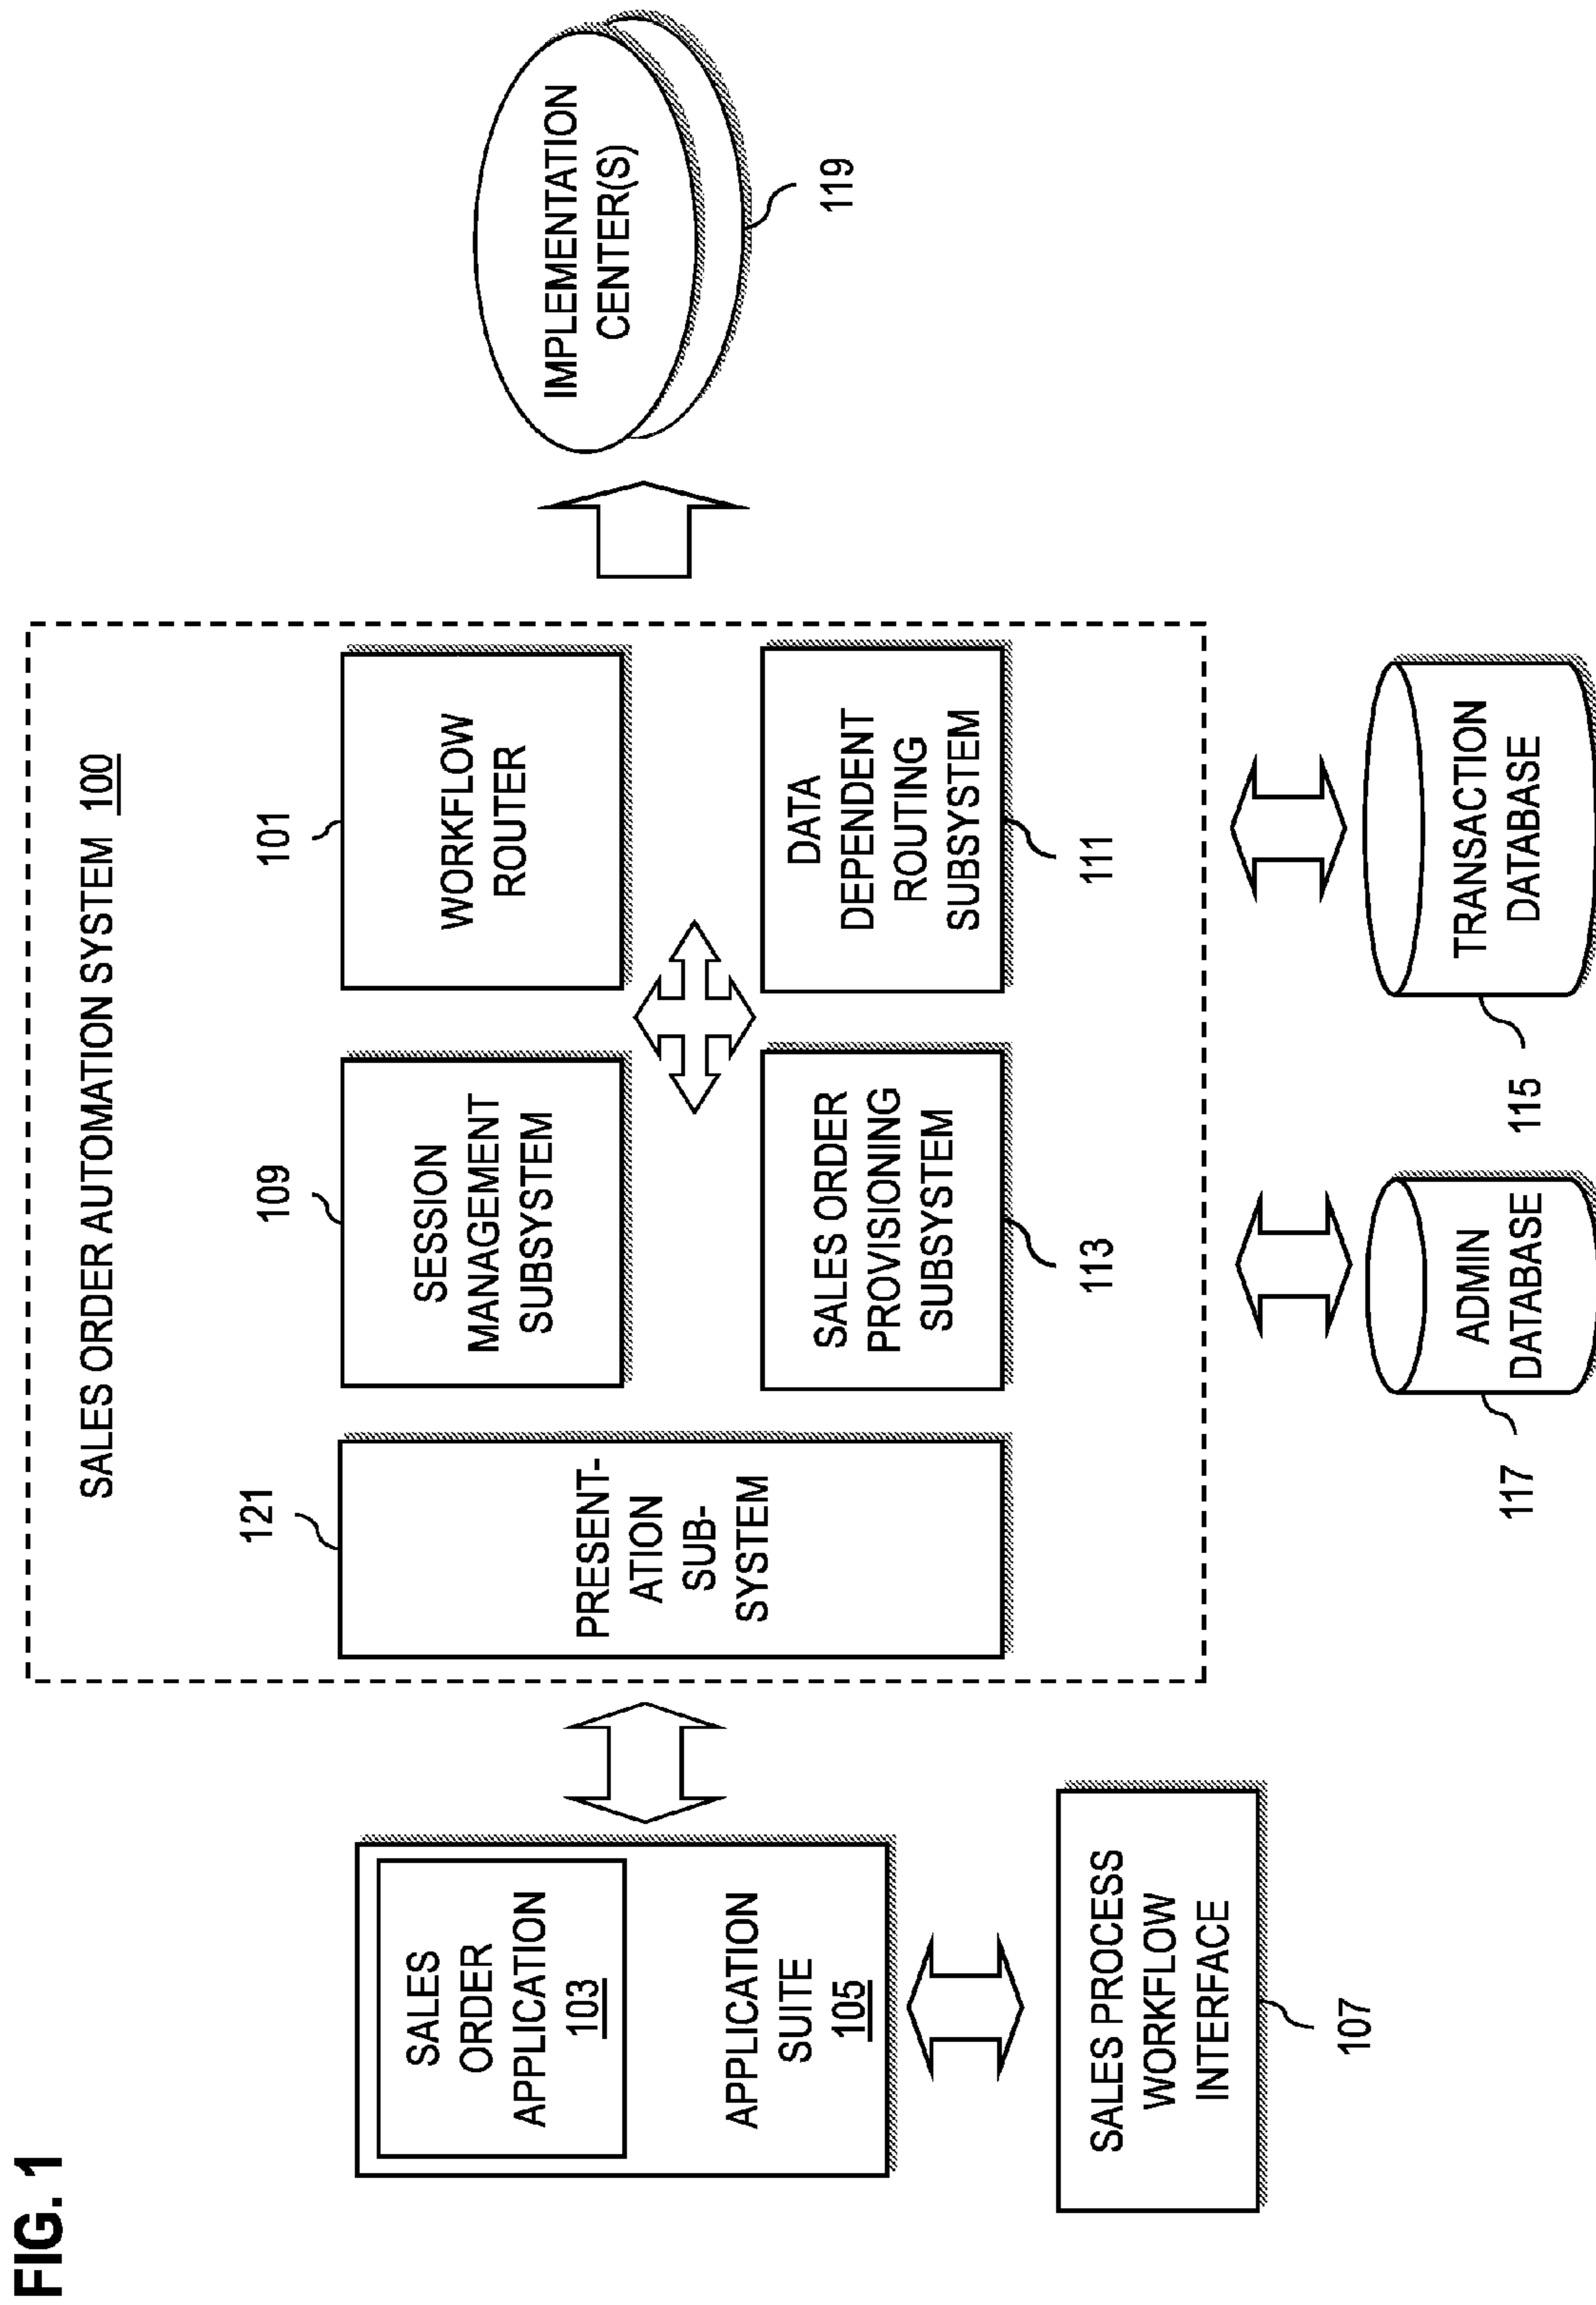 FIG. 1
SALES ORDER AUTOMATION SYSTEM 100
SALES
ORDER
APPLICATION
103
APPLICATION
SUITE
105
SALES PROCESS
WORKFLOW
INTERFACE
107
121
PRESENT-
ATION
SUB-
SYSTEM
109
SESSION
MANAGEMENT
SUBSYSTEM
101
WORKFLOW
ROUTER
SALES ORDER
PROVISIONING
SUBSYSTEM
113
DATA
DEPENDENT
ROUTING
SUBSYSTEM
111
117
ADMIN
DATABASE
115
TRANSACTION
DATABASE
IMPLEMENTATION
CENTER(S)
119